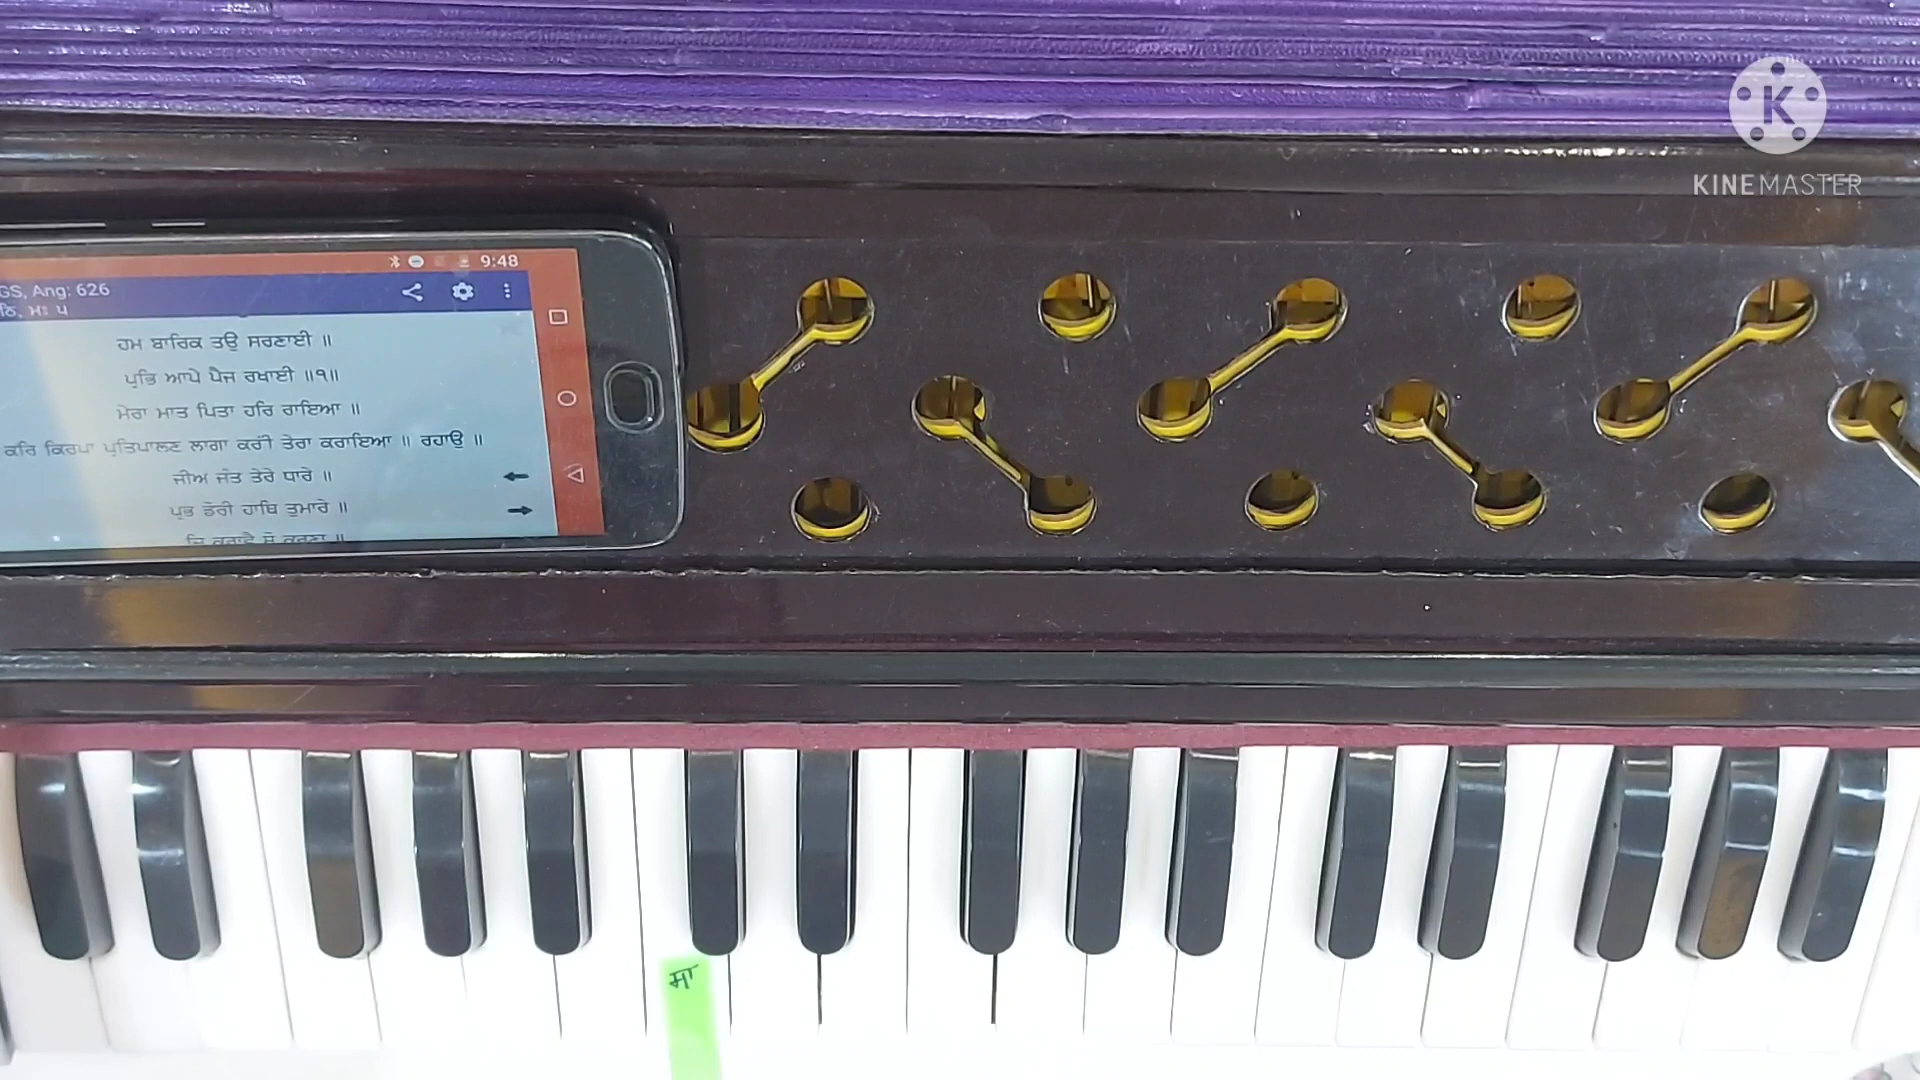 KINEMASTER
9:48
GS, Ang: 626
ਠਿ, ਮਃ ੫
ਹਮ ਬਾਰਿਕ ਤਉ ਸਰਣਾਈ ॥
ਪ੍ਰਭਿ ਆਪੇ ਪੈਜ ਰਖਾਈ ॥੧॥
ਮੇਰਾ ਮਾਤ ਪਿਤਾ ਹਰਿ ਰਾਇਆ ॥
ਕਰਿ ਕਿਰਪਾ ਪ੍ਰਤਿਪਾਲਣ ਲਾਗਾ ਕਰੀ ਤੇਰਾ ਕਰਾਇਆ ॥ ਰਹਾਉ ॥
ਜੀਅ ਜੰਤ ਤੇਰੇ ਧਾਰੇ ॥
ਪ੍ਰਭ ਡੋਰੀ ਹਾਥਿ ਤੁਮਾਰੇ ॥
ਸਾ